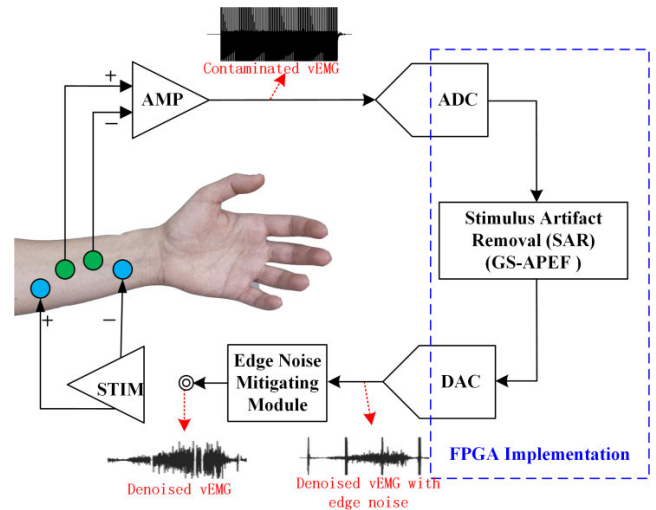 Contaminated vEMG
+
AMP
−
ADC
Stimulus Artifact
Removal (SAR)
(GS-APEF )
+
−
STIM
Edge Noise
Mitigating
Module
DAC
FPGA Implementation
Denoised vEMG
Denoised vEMG with
edge noise